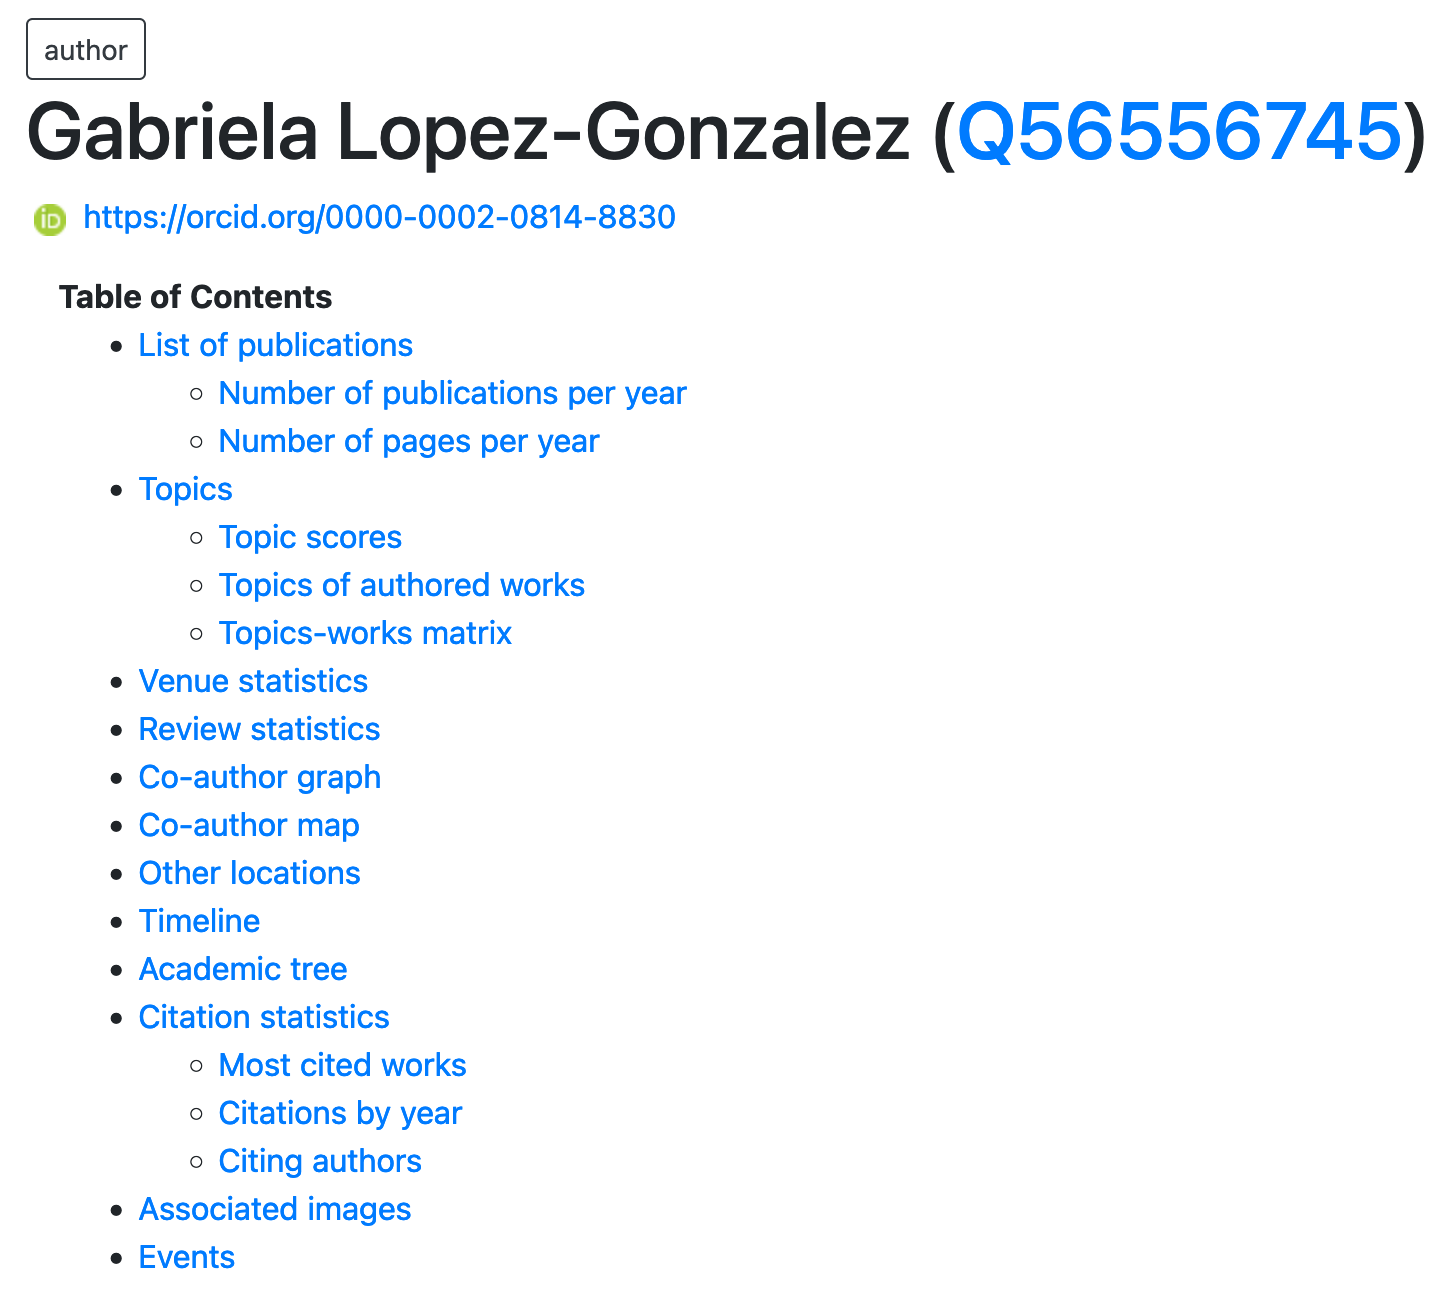 author
Gabriela Lopez-Gonzalez (Q56556745)
iD https://orcid.org/0000-0002-0814-8830
Table of Contents
List of publications
Number of publications per year
Number of pages per year
Topics
Topic scores
Topics of authored works
Topics-works matrix
Venue statistics
Review statistics
Co-author graph
Co-author map
Other locations
Timeline
Academic tree
Citation statistics
Most cited works
Citations by year
Citing authors
Associated images
Events